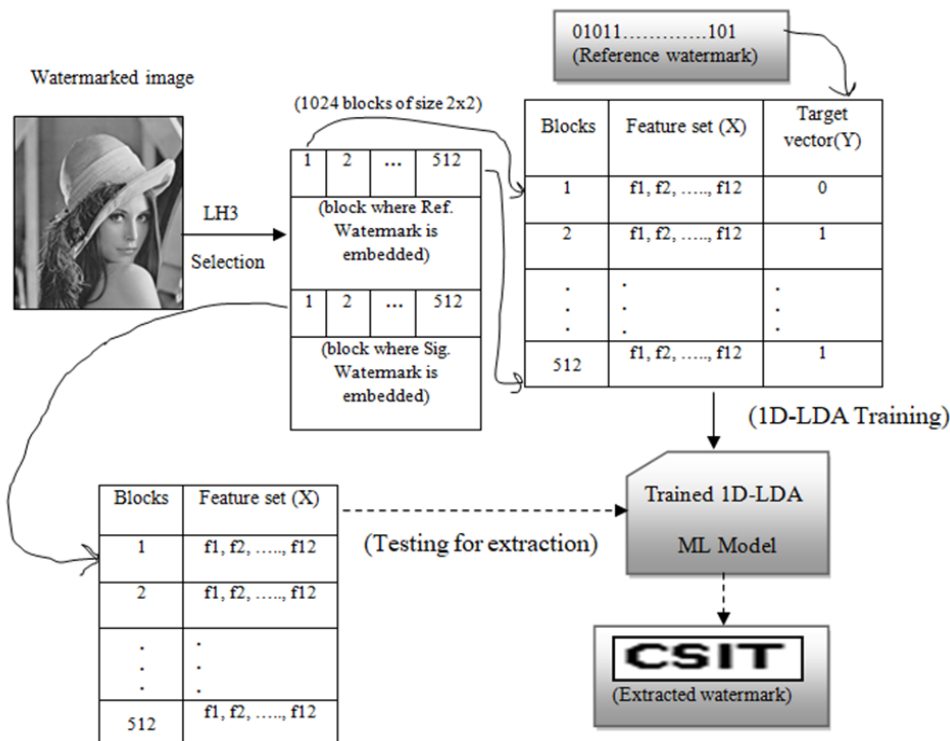 01011.............101
(Reference watermark)
Watermarked image
(1024 blocks of size 2x2)
Blocks Feature set (X) Target
vector(Y)
1 2 ... 512
1 f1, f2, ....., f12 0
LH3
Selection
(block where Ref.
Watermark is
embedded)
2 f1, f2, ....., f12 1
1 2 ... 512
(block where Sig.
Watermark is
embedded)
. . .
. . .
. . .
512 f1, f2, ....., f12 1
(1D-LDA Training)
Trained 1D-LDA
ML Model
Blocks Feature set (X)
(Testing for extraction)
1 f1, f2, ....., f12
2 f1, f2, ....., f12
. .
. .
. .
512 f1, f2, ....., f12
CSIT
(Extracted watermark)